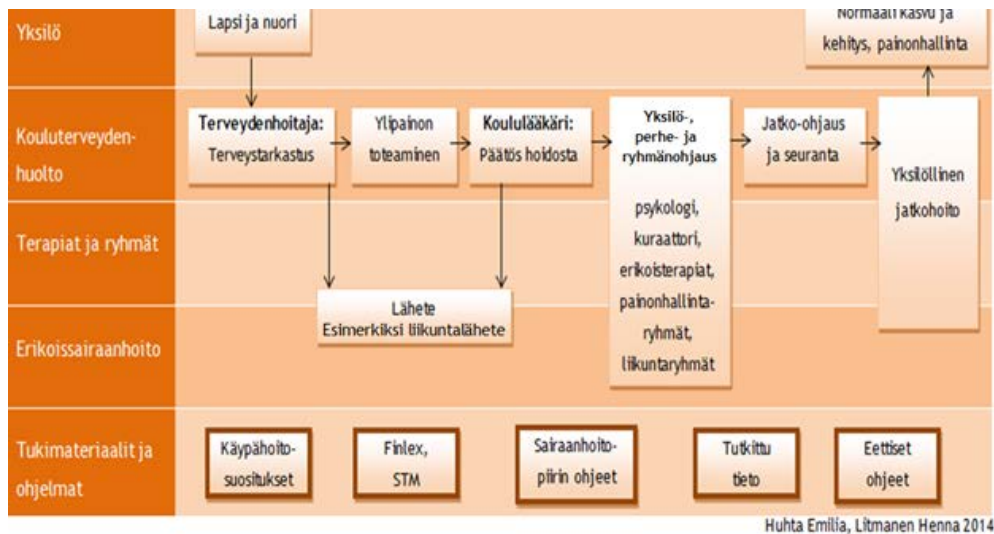 Yksilö
Lapsi ja nuori
Normaali kasvu ja
kehitys, painonhallinta
Kouluterveyden-
huolto
Terveydenhoitaja:
Terveystarkastus
Ylipainon
toteaminen
Koululääkäri:
Päätös hoidosta
Yksilö-,
perhe- ja
ryhmänohjaus
psykologi,
kuraattori,
erikoisterapiat,
painonhallinta-
ryhmät,
liikuntaryhmät
Jatko-ohjaus
ja seuranta
Yksilöllinen
jatkohoito
Terapiat ja ryhmät
Lähete
Esimerkiksi liikuntalähete
Erikoissairaanhoito
Tukimateriaalit ja
ohjelmat
Käypähoito-
suositukset
Finlex,
STM
Sairaanhoito-
piirin ohjeet
Tutkittu
tieto
Eettiset
ohjeet
Huhta Emilia, Litmanen Henna 2014